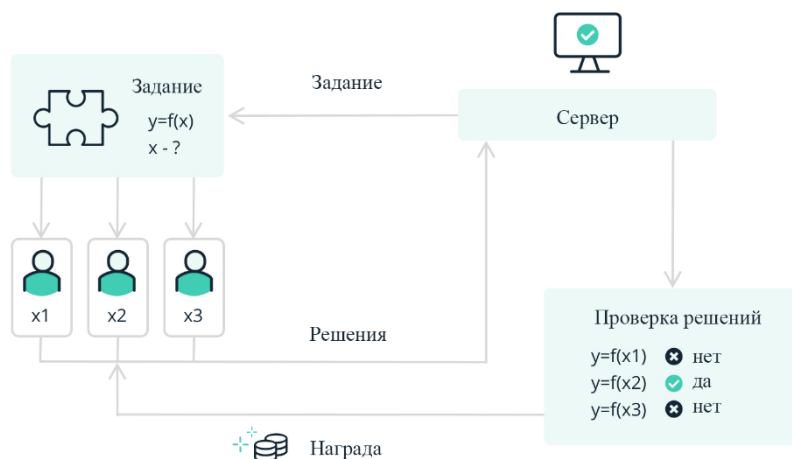 Задание
y=f(x)
x - ?
Задание
Сервер
x1
x2
x3
Решения
Проверка решений
y=f(x1) нет
y=f(x2) да
y=f(x3) нет
Награда